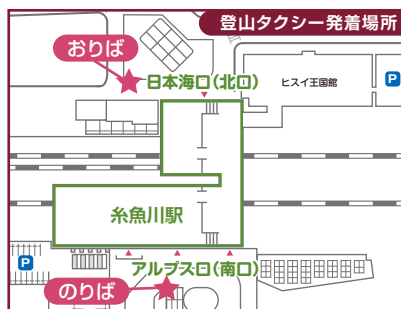 登山タクシー発着場所
おりば
日本海口(北口)
ヒスイ王国館
P
糸魚川駅
P
アルプス口(南口)
のりば